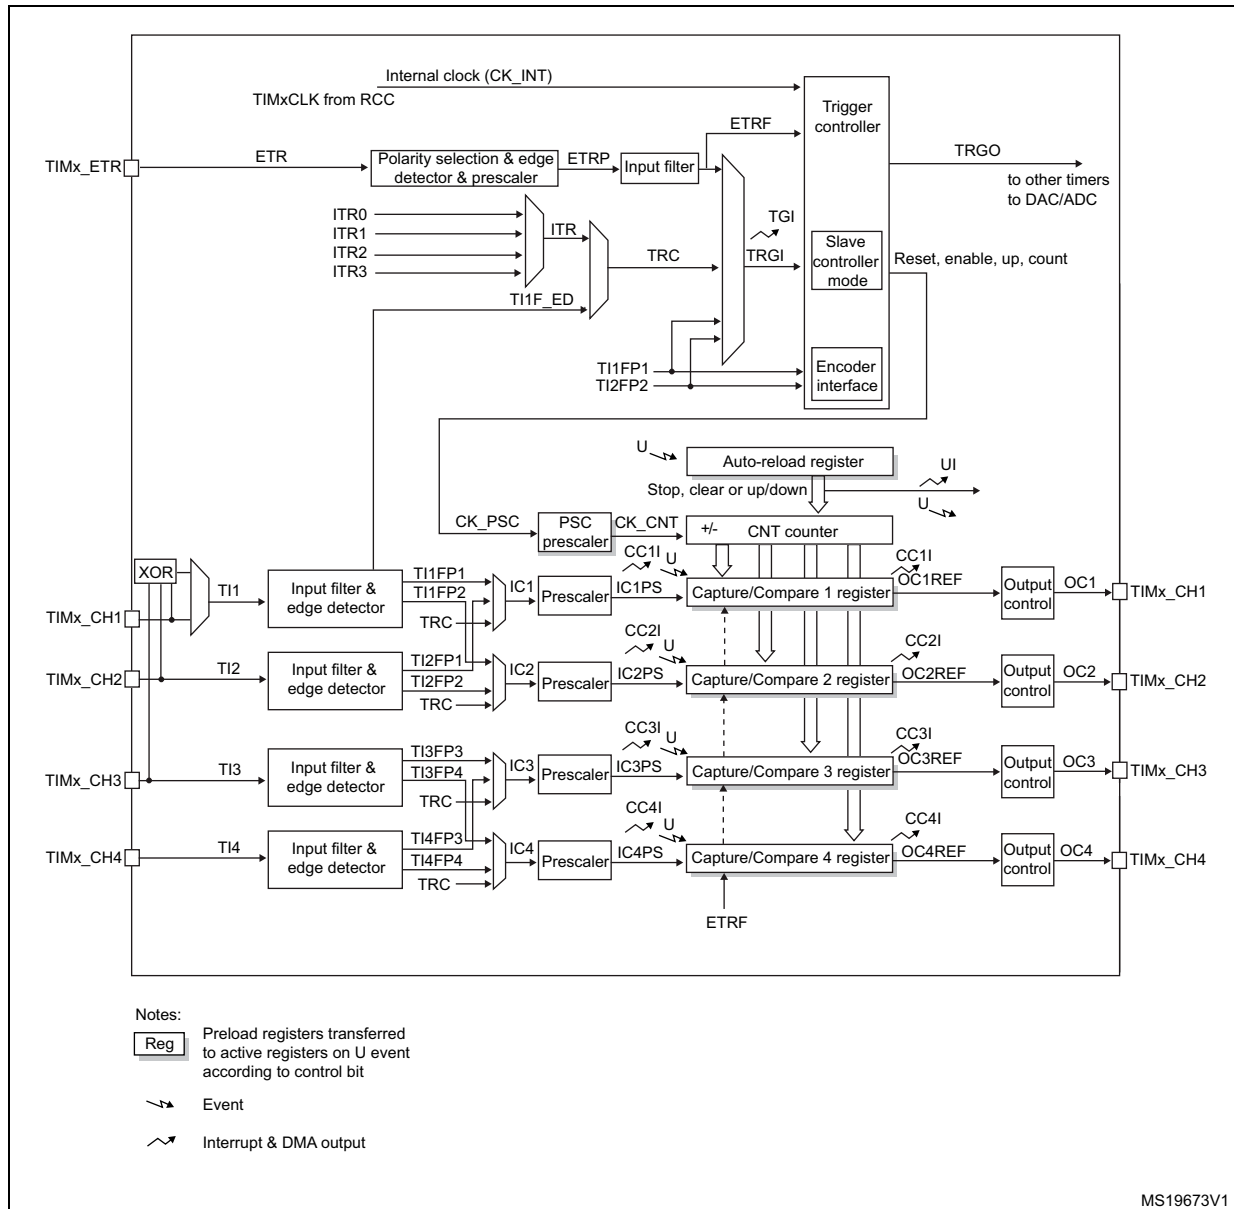 Internal clock (CK_INT)
TIMxCLK from RCC
Trigger
controller
ETRF
TIMx_ETR
ETR
Polarity selection & edge
detector & prescaler
ETRP
Input filter
TRGO
to other timers
to DAC/ADC
ITR0
ITR1
ITR2
ITR3
ITR
TRC
TGI
TRGI
Slave
controller
mode
Reset, enable, up, count
TI1F_ED
TI1FP1
TI2FP2
Encoder
interface
U
Auto-reload register
UI
Stop, clear or up/down
U
CK_PSC
PSC
prescaler
CK_CNT
+/-
CNT counter
XOR
TI1
Input filter &
edge detector
TI1FP1
TI1FP2
TRC
IC1
Prescaler
IC1PS
CC1I
U
Capture/Compare 1 register
CC1I
OC1REF
Output
control
OC1
TIMx_CH1
TIMx_CH1
TIMx_CH2
TI2
Input filter &
edge detector
TI2FP1
TI2FP2
TRC
IC2
Prescaler
IC2PS
CC2I
U
Capture/Compare 2 register
CC2I
OC2REF
Output
control
OC2
TIMx_CH2
TIMx_CH3
TI3
Input filter &
edge detector
TI3FP3
TI3FP4
TRC
IC3
Prescaler
IC3PS
CC3I
U
Capture/Compare 3 register
CC3I
OC3REF
Output
control
OC3
TIMx_CH3
TIMx_CH4
TI4
Input filter &
edge detector
TI4FP3
TI4FP4
TRC
IC4
Prescaler
IC4PS
CC4I
U
Capture/Compare 4 register
CC4I
OC4REF
Output
control
OC4
TIMx_CH4
ETRF
Notes:
Reg
Preload registers transferred
to active registers on U event
according to control bit
Event
Interrupt & DMA output
MS19673V1